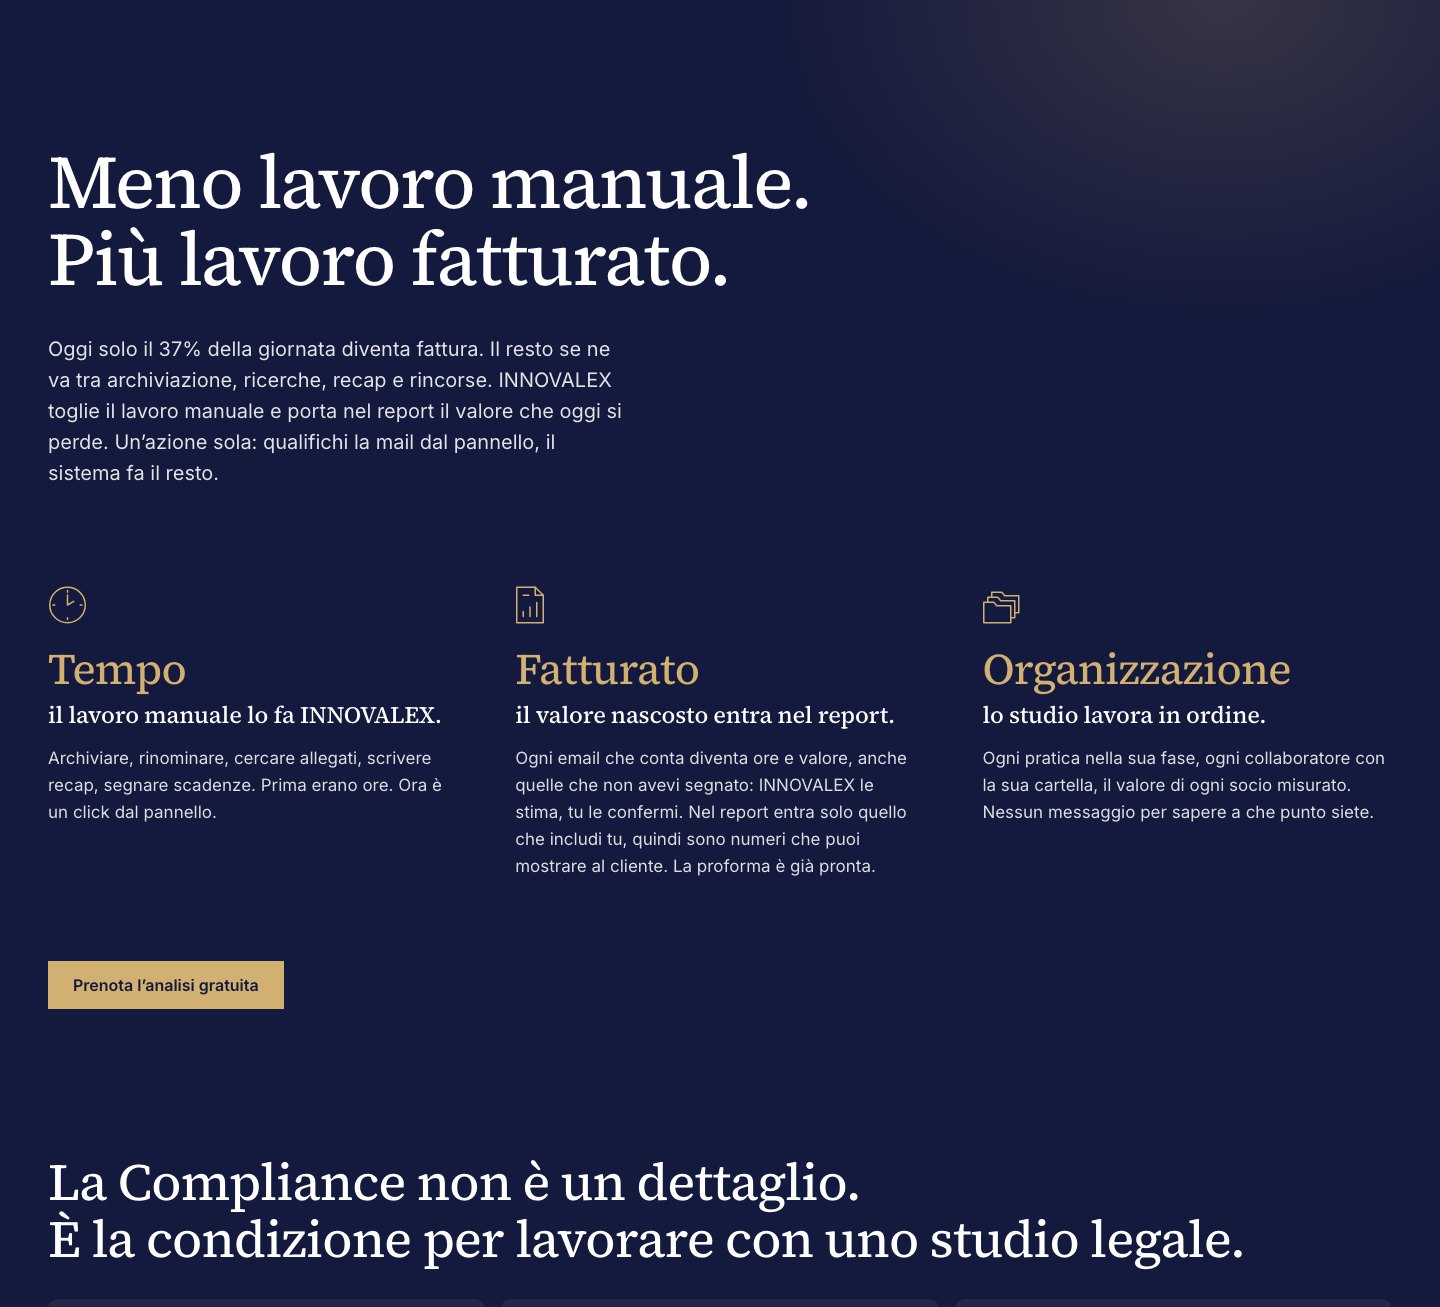 Meno lavoro manuale.
Più lavoro fatturato.
Oggi solo il 37% della giornata diventa fattura. Il resto se ne
va tra archiviazione, ricerche, recap e rincorse. INNOVALEX
toglie il lavoro manuale e porta nel report il valore che oggi si
perde. Un’azione sola: qualifichi la mail dal pannello, il
sistema fa il resto.
Tempo
il lavoro manuale lo fa INNOVALEX.
Archiviare, rinominare, cercare allegati, scrivere
recap, segnare scadenze. Prima erano ore. Ora è
un click dal pannello.
Fatturato
il valore nascosto entra nel report.
Ogni email che conta diventa ore e valore, anche
quelle che non avevi segnato: INNOVALEX le
stima, tu le confermi. Nel report entra solo quello
che includi tu, quindi sono numeri che puoi
mostrare al cliente. La proforma è già pronta.
Organizzazione
lo studio lavora in ordine.
Ogni pratica nella sua fase, ogni collaboratore con
la sua cartella, il valore di ogni socio misurato.
Nessun messaggio per sapere a che punto siete.
Prenota l’analisi gratuita
La Compliance non è un dettaglio.
È la condizione per lavorare con uno studio legale.